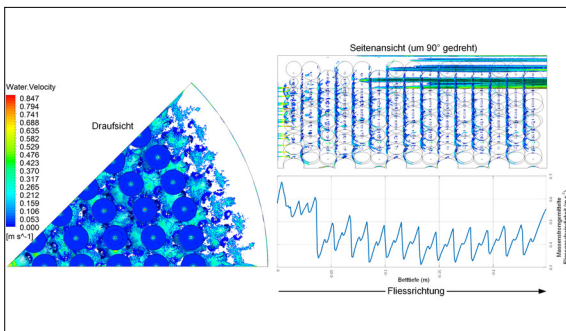 Seitenansicht (um 90° gedreht)
Water.Velocity
0.847
0.794
0.741
0.688
0.635
0.582
0.529
0.476
0.423
0.370
0.317
0.265
0.212
0.159
0.106
0.053
0.000
[m s^-1]
Draufsicht
Betttiefe (m)
Fliessrichtung